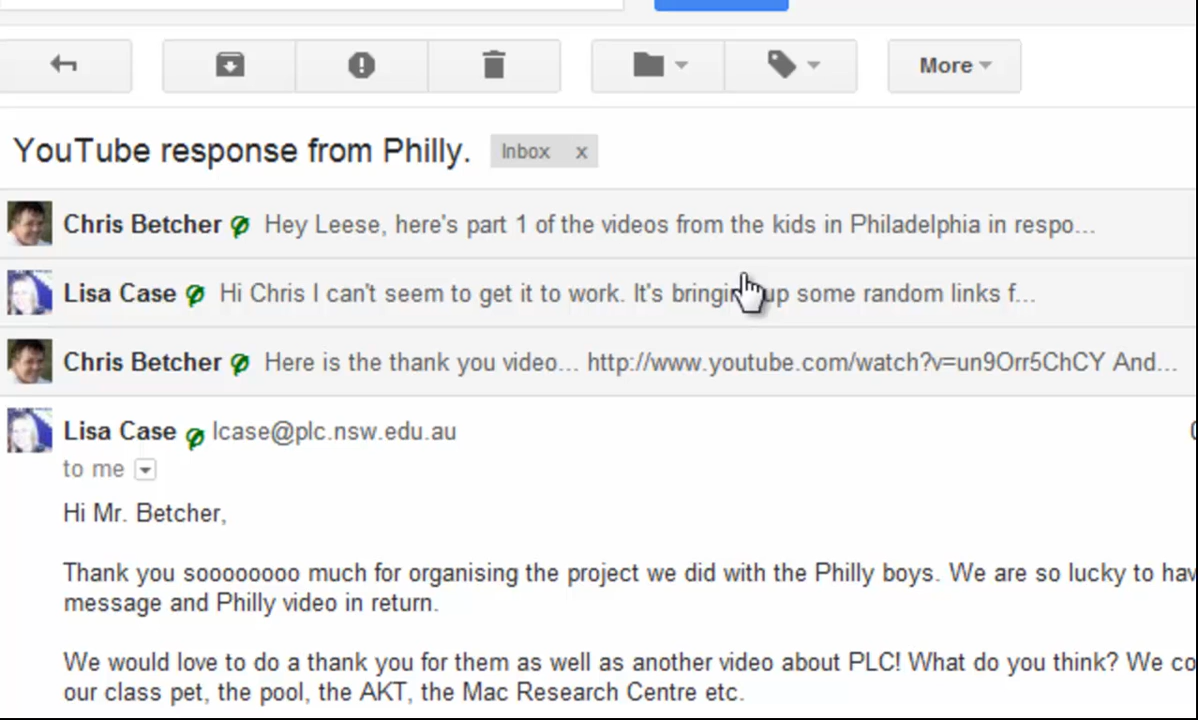 More
YouTube response from Philly. Inbox x
Chris Betcher Hey Leese, here's part 1 of the videos from the kids in Philadelphia in respo...
Lisa Case Hi Chris I can't seem to get it to work. It's bringing up some random links f...
Chris Betcher Here is the thank you video... http://www.youtube.com/watch?v=un9Orr5ChCY And...
Lisa Case lcase@plc.nsw.edu.au
to me
Hi Mr. Betcher,
Thank you soooooooo much for organising the project we did with the Philly boys. We are so lucky to hav
message and Philly video in return.
We would love to do a thank you for them as well as another video about PLC! What do you think? We co
our class pet, the pool, the AKT, the Mac Research Centre etc.